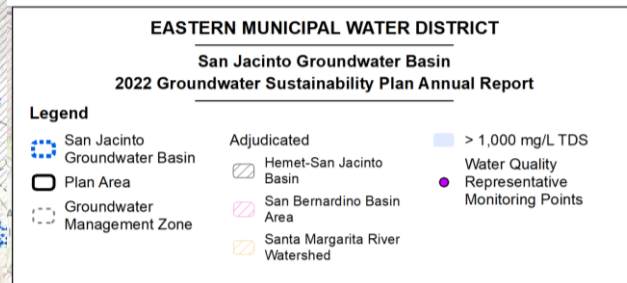 EASTERN MUNICIPAL WATER DISTRICT
San Jacinto Groundwater Basin
2022 Groundwater Sustainability Plan Annual Report
Legend
San Jacinto
Groundwater Basin
Plan Area
Groundwater
Management Zone
Adjudicated
Hemet-San Jacinto
Basin
San Bernardino Basin
Area
Santa Margarita River
Watershed
> 1,000 mg/L TDS
Water Quality
Representative
Monitoring Points